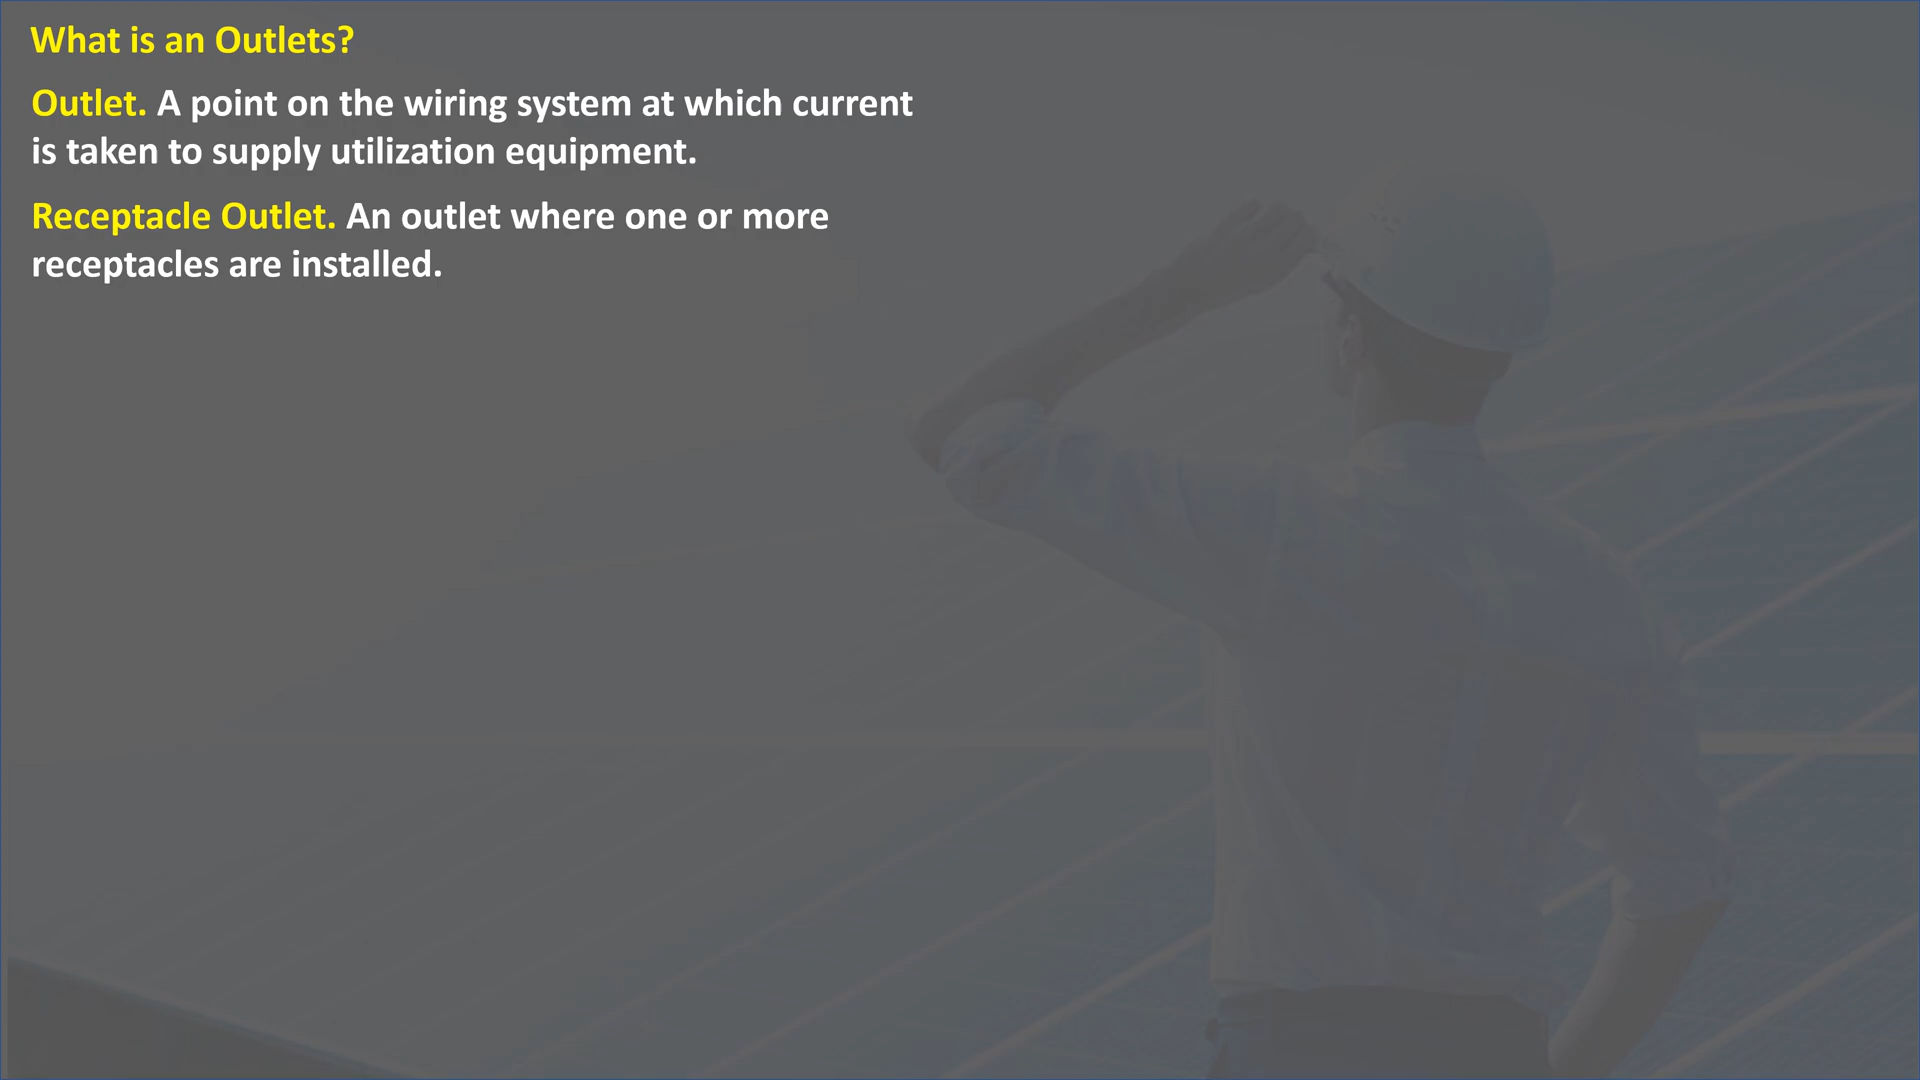 What is an Outlets?
Outlet. A point on the wiring system at which current
is taken to supply utilization equipment.
Receptacle Outlet. An outlet where one or more
receptacles are installed.